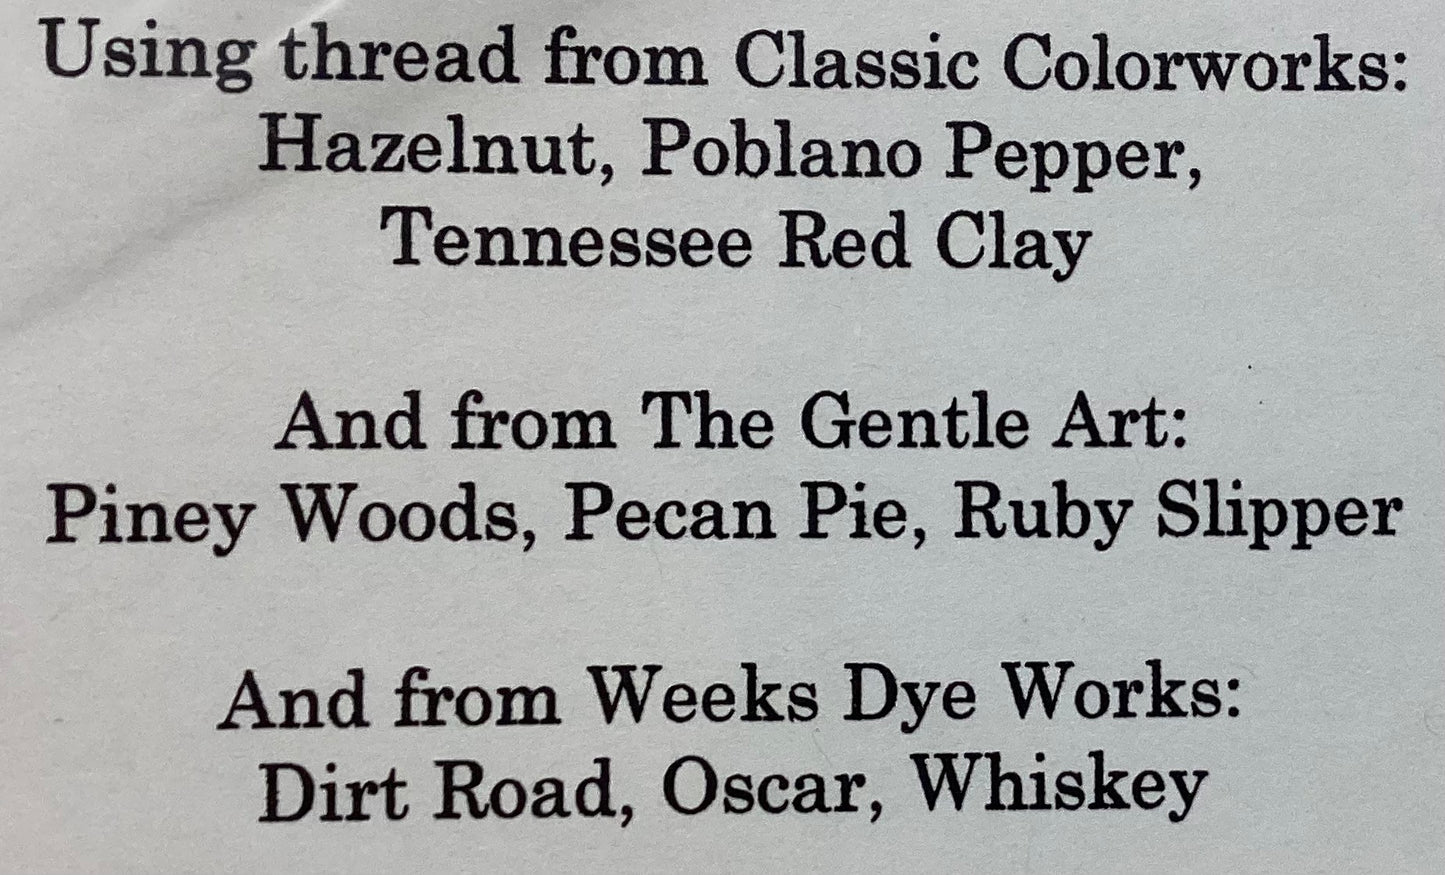 Using thread from Classic Colorworks:
Hazelnut, Poblano Pepper,
Tennessee Red Clay
And from The Gentle Art:
Piney Woods, Pecan Pie, Ruby Slipper
And from Weeks Dye Works:
Dirt Road, Oscar, Whiskey